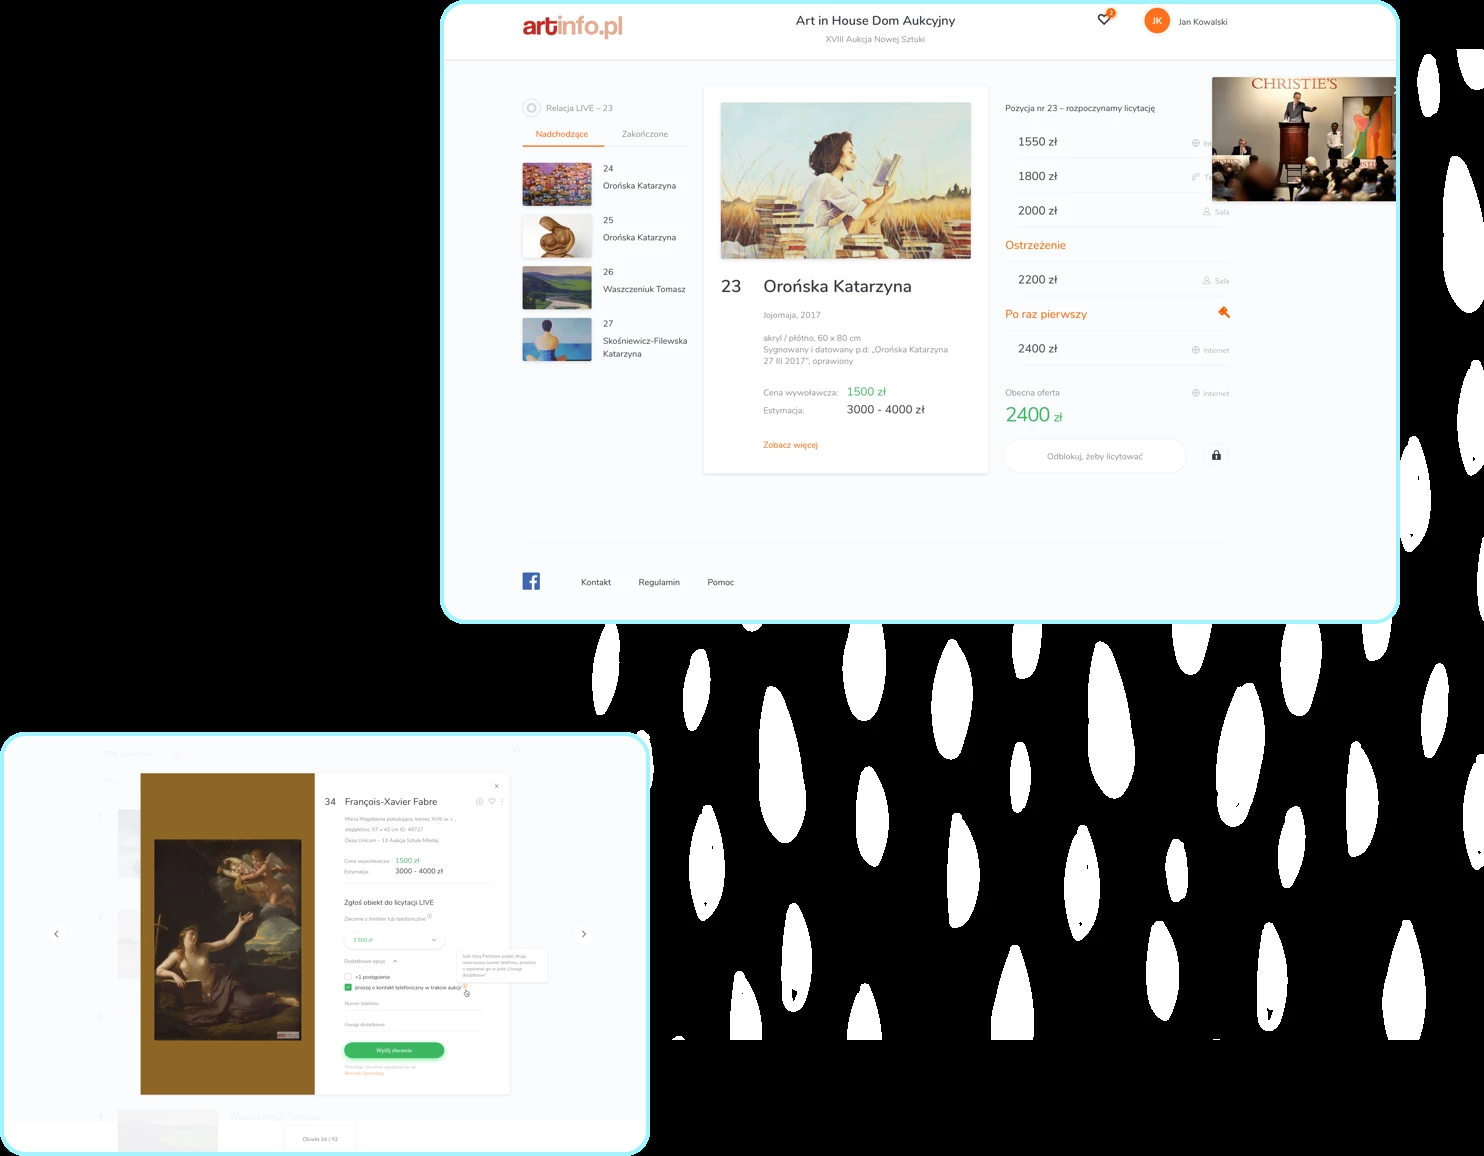 artinfo.pl
Art in House Dom Aukcyjny
XVIII Aukcja Nowej Sztuki
2
JK
Jan Kowalski
Relacja LIVE – 23
Nadchodzące
Zakończone
24
Orońska Katarzyna
25
Orońska Katarzyna
26
Waszczeniuk Tomasz
27
Skośniewicz-Filewska
Katarzyna
23
Orońska Katarzyna
Jojomaja, 2017
akryl / płótno, 60 x 80 cm
Sygnowany i datowany p.d: „Orońska Katarzyna
27 III 2017”, oprawiony
Cena wywoławcza: 1500 zł
Estymacja: 3000 - 4000 zł
Zobacz więcej
Pozycja nr 23 – rozpoczynamy licytację
CHRISTIE'S
1550 zł
1800 zł
2000 zł
Sala
Ostrzeżenie
2200 zł
Sala
Po raz pierwszy
2400 zł
Internet
Obecna oferta
Internet
2400 zł
Odblokuj, żeby licytować
Kontakt
Regulamin
Pomoc
34 François-Xavier Fabre
Maria Magdalena pokutująca, koniec XVIII w. r. ,
olej/płótno, 57 x 42 cm ID: 49727
Desa Unicum – 13 Aukcja Sztuki Młodej
Cena wywoławcza: 1500 zł
Estymacja: 3000 - 4000 zł
Zgłoś obiekt do licytacji LIVE
Zlecenie z limitem lub telefonicznie
3 500 zł
Dodatkowe opcje
Jeśli chcą Państwo podać drugi,
rezerwowy numer telefonu, prosimy
o wpisanie go w pole „Uwagi
dodatkowe”
+1 postąpienie
proszę o kontakt telefoniczny w trakcie aukcji
Numer telefonu
Uwagi dodatkowe
Wyślij zlecenie
1
2
4
Waszczeniuk Tomasz
Obiekt 34 / 92